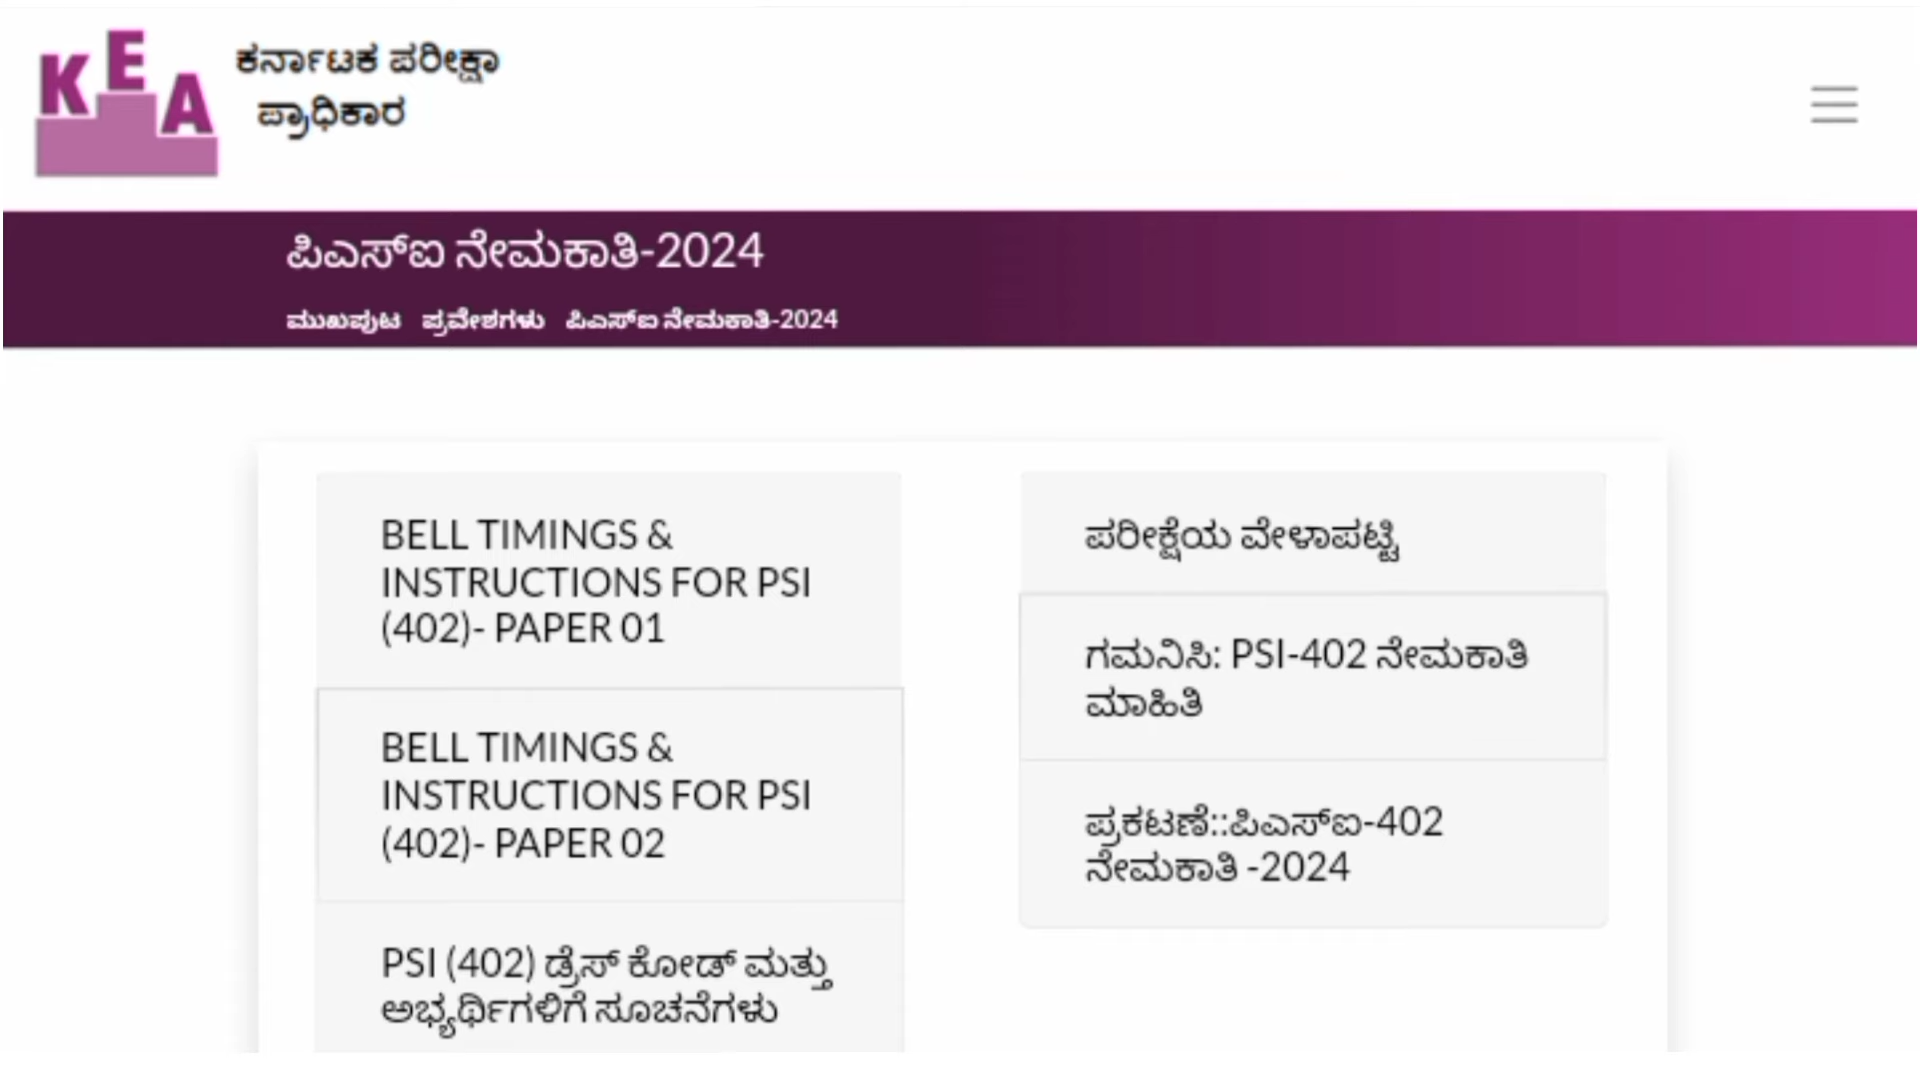 KEA
ಕರ್ನಾಟಕ ಪರೀಕ್ಷಾ
ಪ್ರಾಧಿಕಾರ
ಪಿಎಸ್ಐ ನೇಮಕಾತಿ-2024
ಮುಖಪುಟ ಪ್ರವೇಶಗಳು ಪಿಎಸ್ಐ ನೇಮಕಾತಿ-2024
BELL TIMINGS &
INSTRUCTIONS FOR PSI
(402)- PAPER 01
BELL TIMINGS &
INSTRUCTIONS FOR PSI
(402)- PAPER 02
PSI (402) ಡ್ರೆಸ್ ಕೋಡ್ ಮತ್ತು
ಅಭ್ಯರ್ಥಿಗಳಿಗೆ ಸೂಚನೆಗಳು
ಪರೀಕ್ಷೆಯ ವೇಳಾಪಟ್ಟಿ
ಗಮನಿಸಿ: PSI-402 ನೇಮಕಾತಿ
ಮಾಹಿತಿ
ಪ್ರಕಟಣೆ::ಪಿಎಸ್ಐ-402
ನೇಮಕಾತಿ -2024